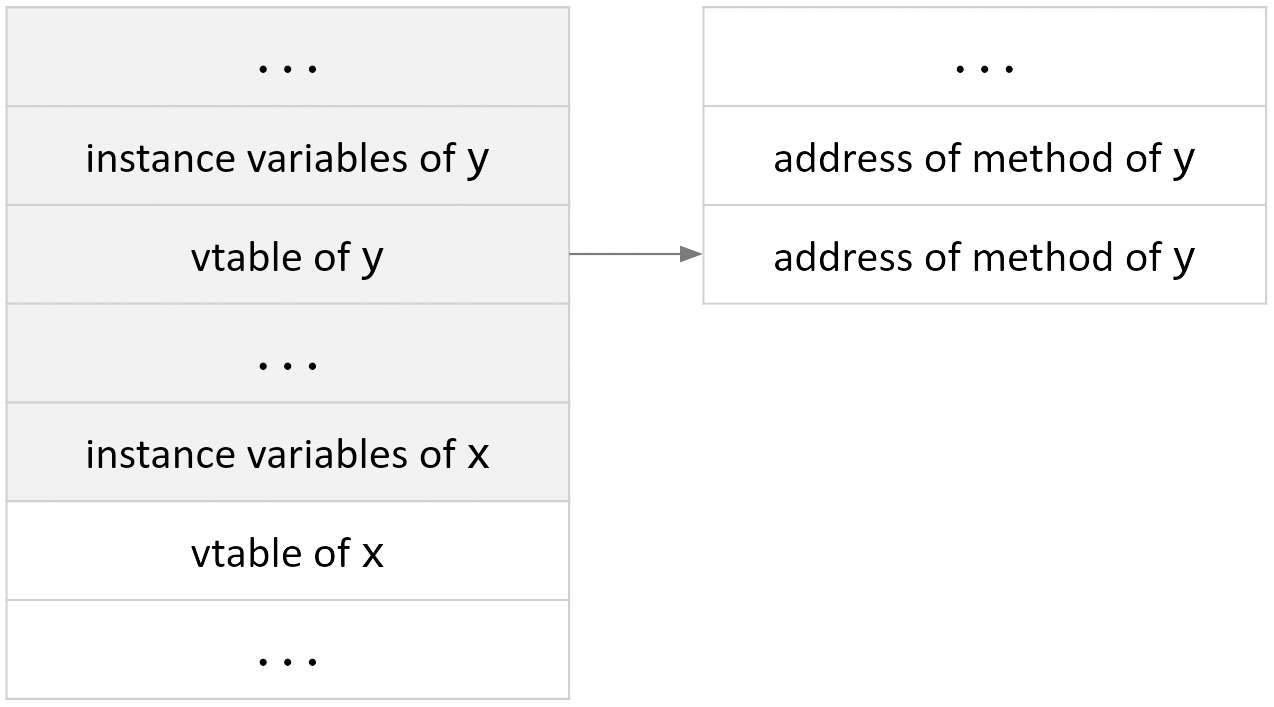 ...
instance variables of y
vtable of y
...
instance variables of x
vtable of x
...
...
address of method of y
address of method of y